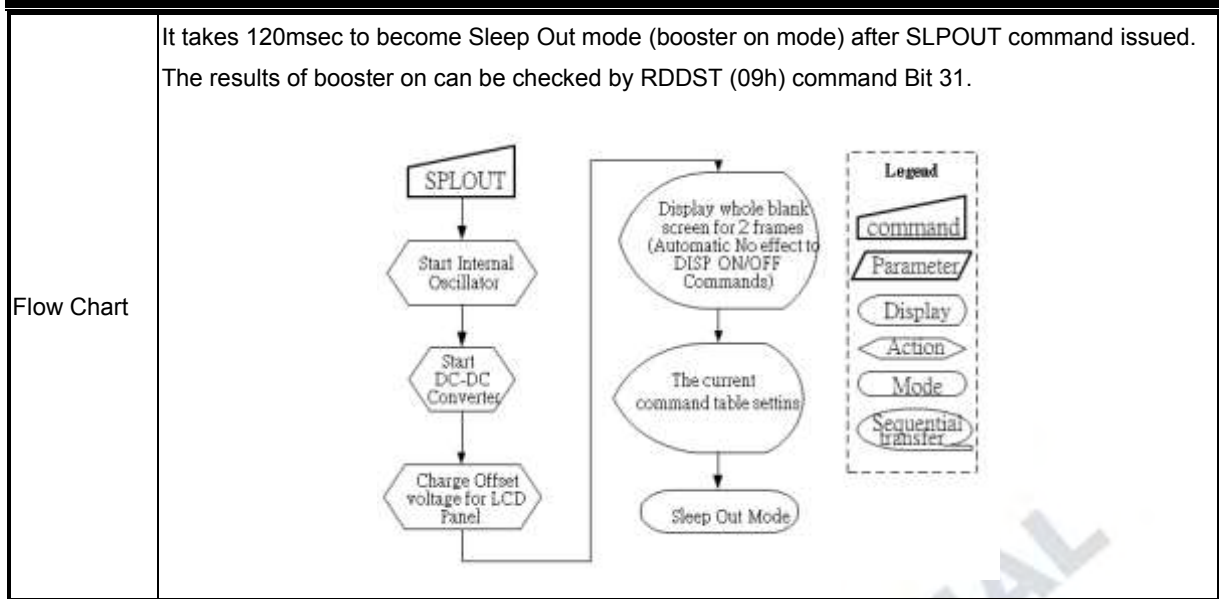 It takes 120msec to become Sleep Out mode (booster on mode) after SLPOUT command issued.
The results of booster on can be checked by RDDST (09h) command Bit 31.
Flow Chart
SPLOUT
Start Internal
Oscillator
Start
DC-DC
Converter
Charge Offset
voltage for LCD
Panel
Display whole blank
screen for 2 frames
(Automatic No effect to
DISP ON/OFF
Commands)
The current
command table settins
Sleep Out Mode
Legend
command
Parameter
Display
Action
Mode
Sequential
transfer